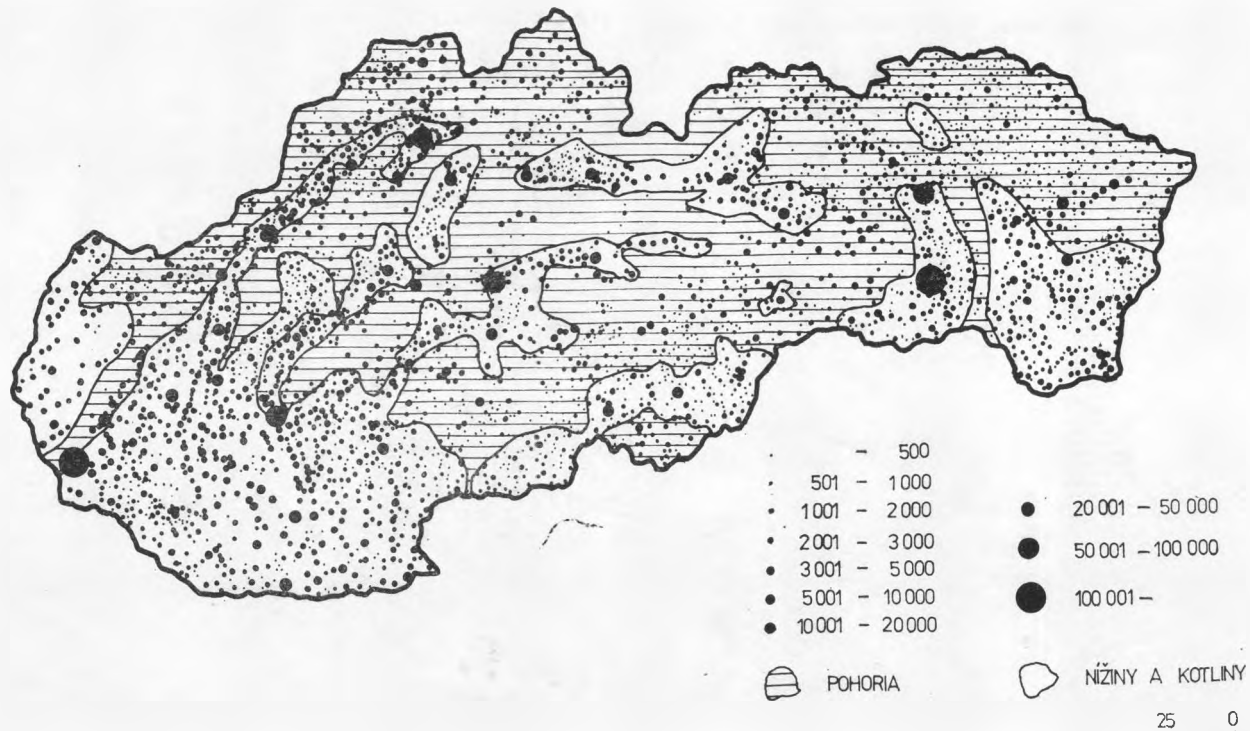 – 500
501 – 1 000
1 001 – 2 000
2 001 – 3 000
3 001 – 5 000
5 001 – 10 000
10 001 – 20 000
20 001 – 50 000
50 001 – 100 000
100 001 –
POHORIA
NÍŽINY A KOTLINY
25 0